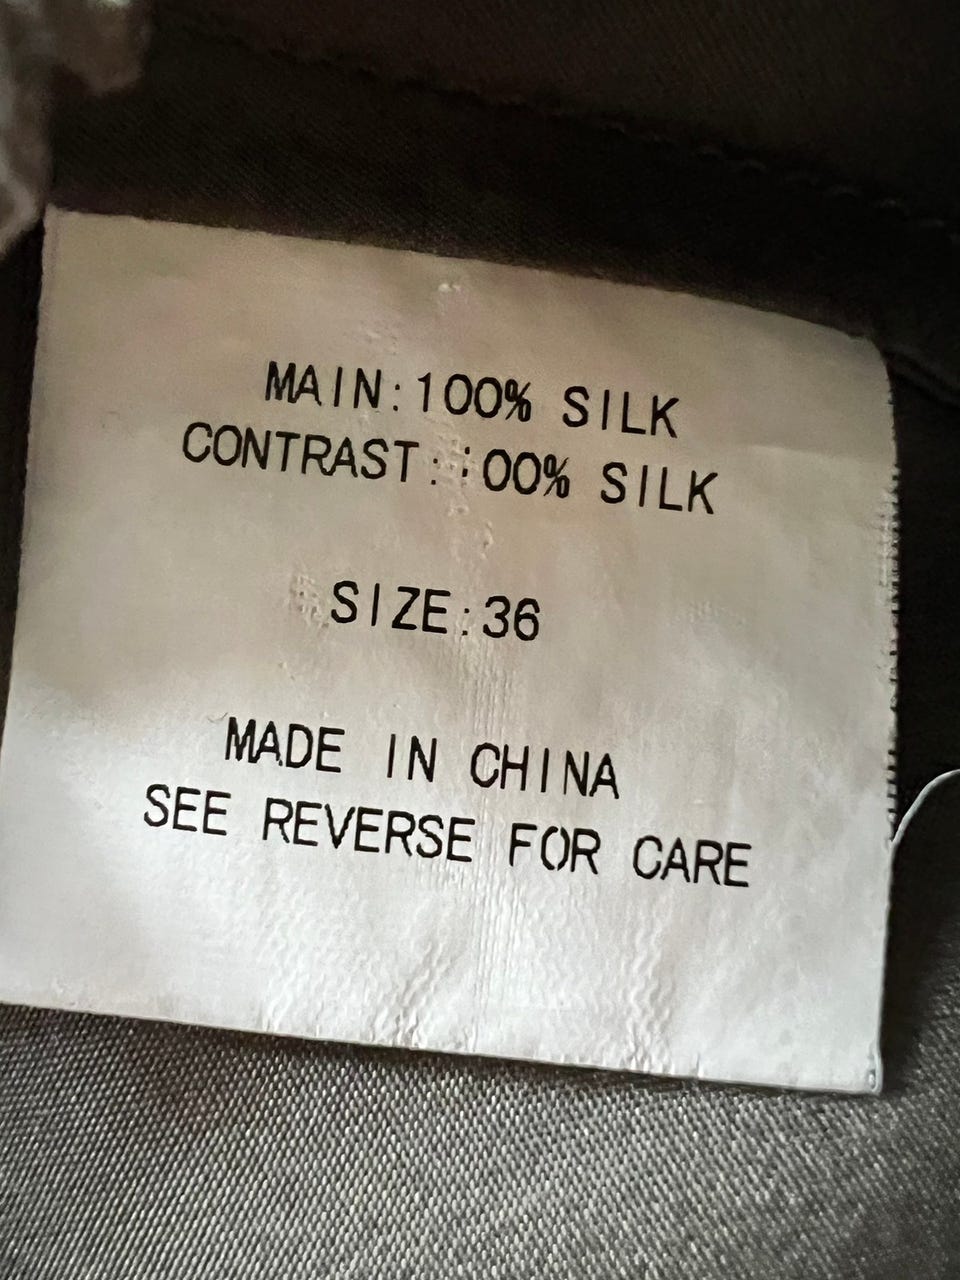 MAIN:100% SILK
CONTRAST:100% SILK
SIZE:36
MADE IN CHINA
SEE REVERSE FOR CARE